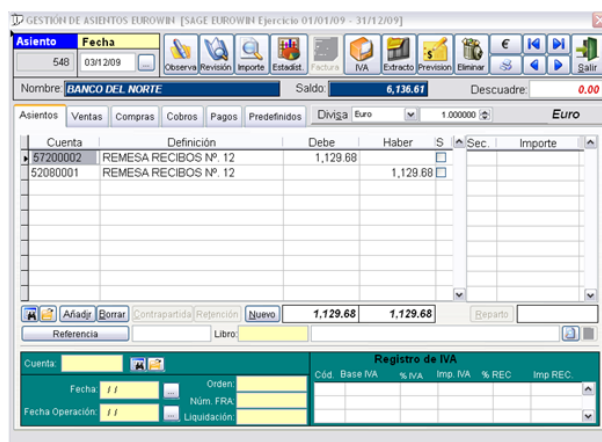 GESTIÓN DE ASIENTOS EUROWIN [SAGE EUROWIN Ejercicio 01/01/09 - 31/12/09]
Asiento Fecha
548 03/12/09 ...
Observa Revisión Importe Estadíst. Factura IVA Extracto Prevision Eliminar € Salir
Nombre: BANCO DEL NORTE Saldo: 6,136.61 Descuadre: 0.00
Asientos Ventas Compras Cobros Pagos Predefinidos Divisa Euro 1.000000 Euro
Cuenta Definición Debe Haber S Sec. Importe
57200002 REMESA RECIBOS Nº. 12 1,129.68
52080001 REMESA RECIBOS Nº. 12 1,129.68
Añadir Borrar Contrapartida Retención Nuevo 1,129.68 1,129.68 Reparto
Referencia Libro:
Cuenta: Registro de IVA
Cód. Base IVA % IVA Imp. IVA % REC Imp REC.
Fecha: / / ... Orden:
Núm. FRA:
Fecha Operación: / / ... Liquidación: